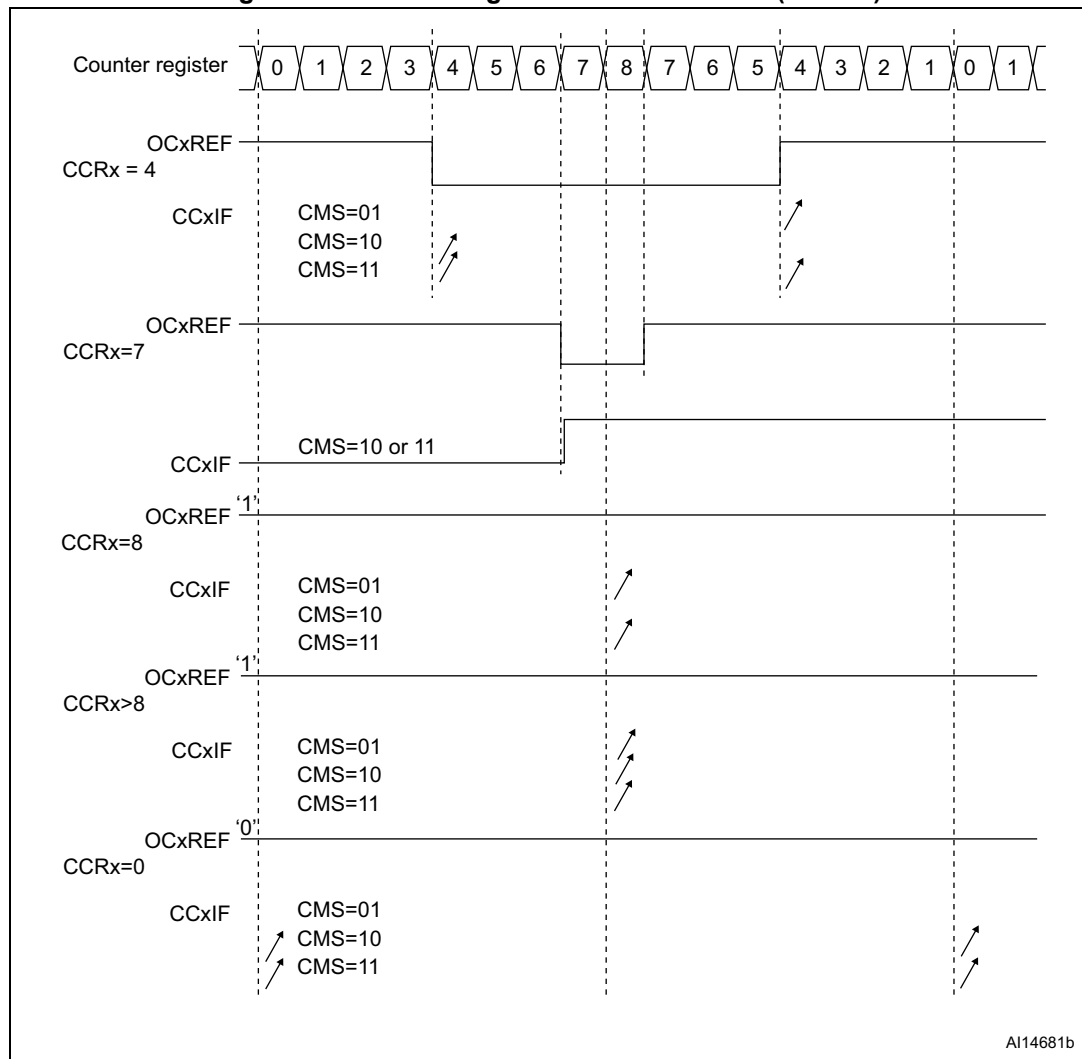 Counter register 0 1 2 3 4 5 6 7 8 7 6 5 4 3 2 1 0 1
OCxREF
CCRx = 4
CCxIF CMS=01
CMS=10
CMS=11
OCxREF
CCRx=7
CMS=10 or 11
CCxIF
OCxREF '1'
CCRx=8
CCxIF CMS=01
CMS=10
CMS=11
OCxREF '1'
CCRx>8
CCxIF CMS=01
CMS=10
CMS=11
OCxREF '0'
CCRx=0
CCxIF CMS=01
CMS=10
CMS=11
AI14681b